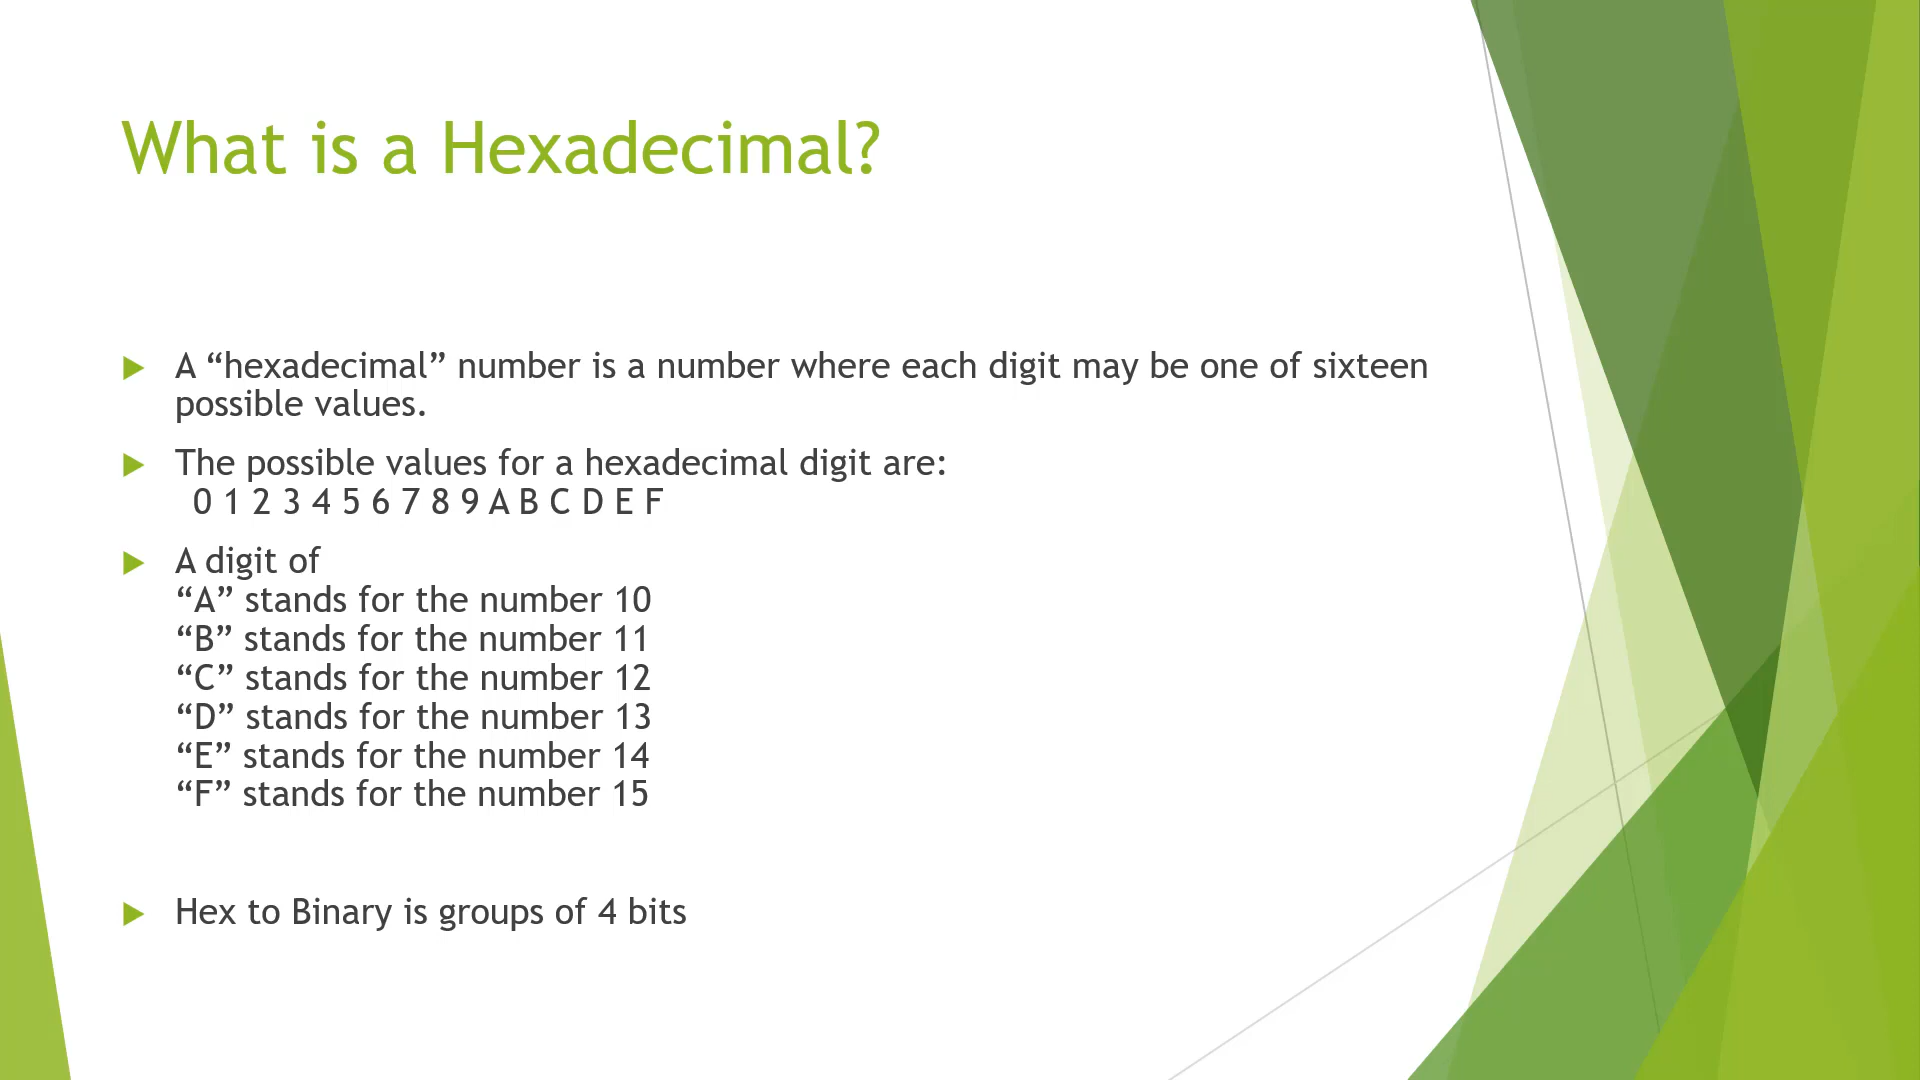 What is a Hexadecimal?
A “hexadecimal” number is a number where each digit may be one of sixteen
possible values.
The possible values for a hexadecimal digit are:
0 1 2 3 4 5 6 7 8 9 A B C D E F
A digit of
“A” stands for the number 10
“B” stands for the number 11
“C” stands for the number 12
“D” stands for the number 13
“E” stands for the number 14
“F” stands for the number 15
Hex to Binary is groups of 4 bits